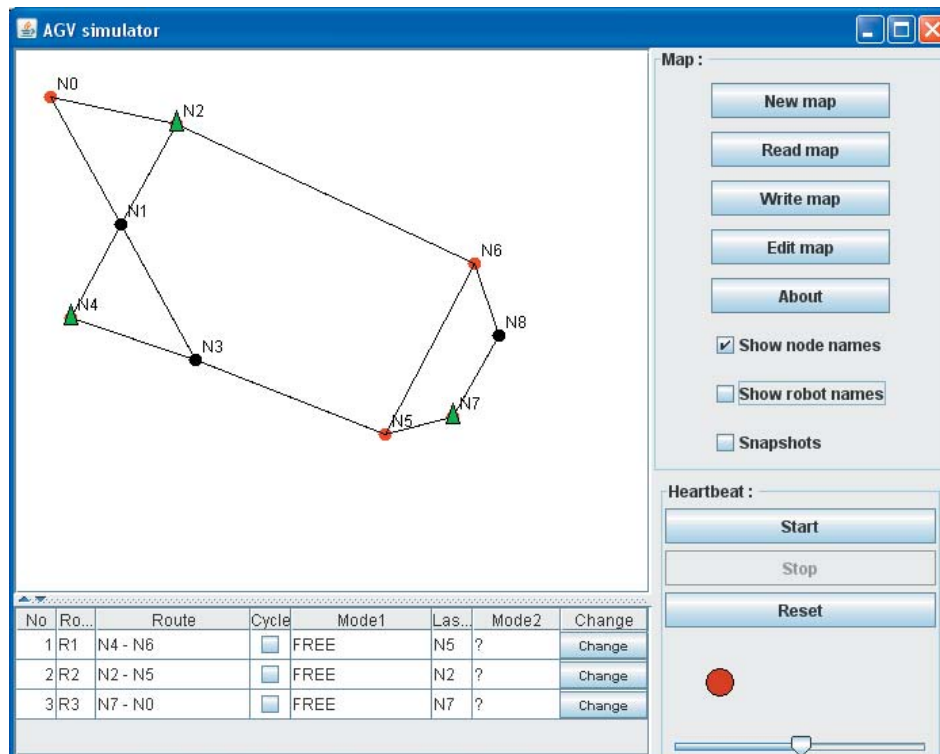 AGV simulator
N0
N2
N1
N6
N4
N8
N3
N7
N5
Map :
New map
Read map
Write map
Edit map
About
Show node names
Show robot names
Snapshots
Heartbeat :
Start
Stop
Reset
No Ro... Route Cycle Mode1 Las... Mode2 Change
1 R1 N4 - N6 FREE N5 ? Change
2 R2 N2 - N5 FREE N2 ? Change
3 R3 N7 - N0 FREE N7 ? Change